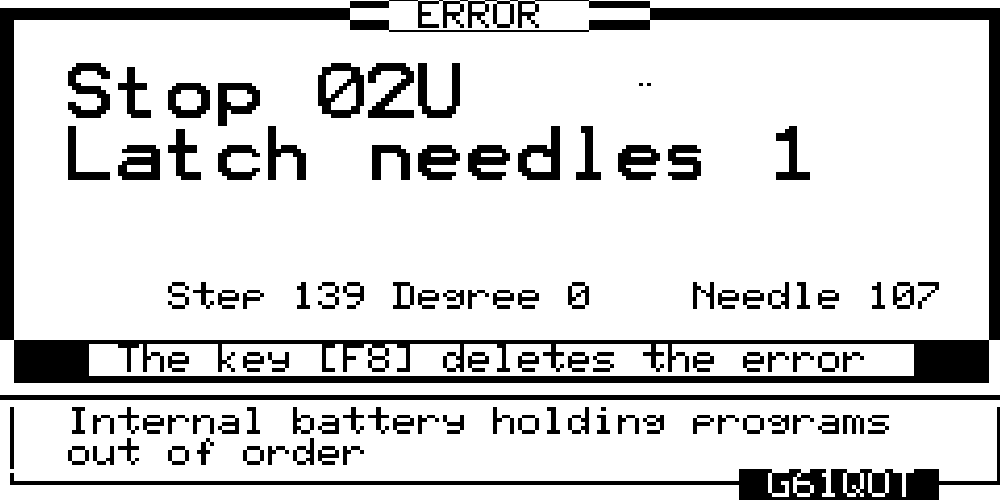 ERROR
Stop 02U
Latch needles 1
Step 139 Degree 0 Needle 107
The key [F8] deletes the error
Internal battery holding programs
out of order